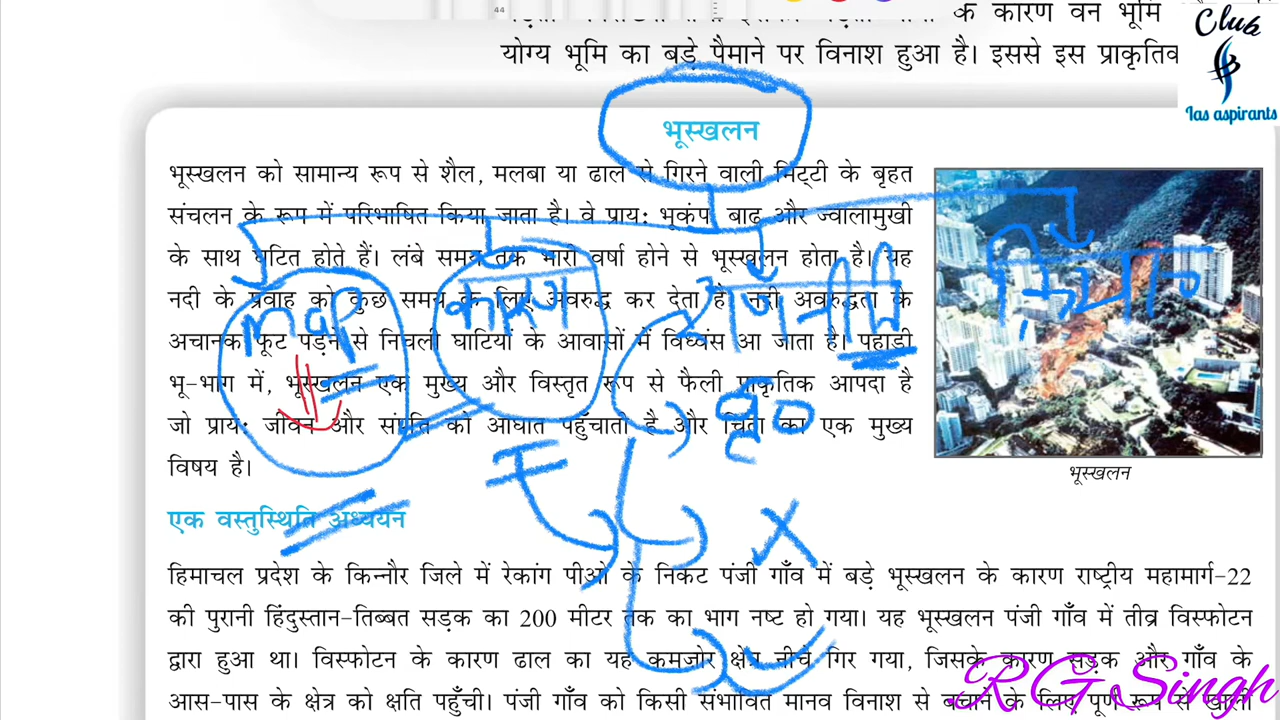 के कारण वन भूमि
योग्य भूमि का बड़े पैमाने पर विनाश हुआ है। इससे इस प्राकृतिक
Club
Ias aspirants
भूस्खलन
भूस्खलन को सामान्य रूप से शैल, मलबा या ढाल से गिरने वाली मिट्टी के बृहत
संचलन के रूप में परिभाषित किया जाता है। वे प्रायः भूकंप, बाढ़ और ज्वालामुखी
के साथ घटित होते हैं। लंबे समय तक भारी वर्षा होने से भूस्खलन होता है। यह
नदी के प्रवाह को कुछ समय के लिए अवरुद्ध कर देता है। नदी अवरुद्धता के
अचानक फूट पड़ने से निचली घाटियों के आवासों में विध्वंस आ जाता है। पहाड़ी
भू-भाग में, भूस्खलन एक मुख्य और विस्तृत रूप से फैली प्राकृतिक आपदा है
जो प्रायः जीवन और संपत्ति को आघात पहुँचाती है और चिंता का एक मुख्य
विषय है।
map
कारण
भूस्खलन
एक वस्तुस्थिति अध्ययन
हिमाचल प्रदेश के किन्नौर जिले में रेकांग पीओ के निकट पंजी गाँव में बड़े भूस्खलन के कारण राष्ट्रीय महामार्ग-22
की पुरानी हिंदुस्तान-तिब्बत सड़क का 200 मीटर तक का भाग नष्ट हो गया। यह भूस्खलन पंजी गाँव में तीव्र विस्फोटन
द्वारा हुआ था। विस्फोटन के कारण ढाल का यह कमजोर क्षेत्र नीचे गिर गया, जिसके कारण सड़क और गाँव के
आस-पास के क्षेत्र को क्षति पहुँची। पंजी गाँव को किसी संभावित मानव विनाश से बचाने के लिए पूर्ण रूप से खाली
RG Singh